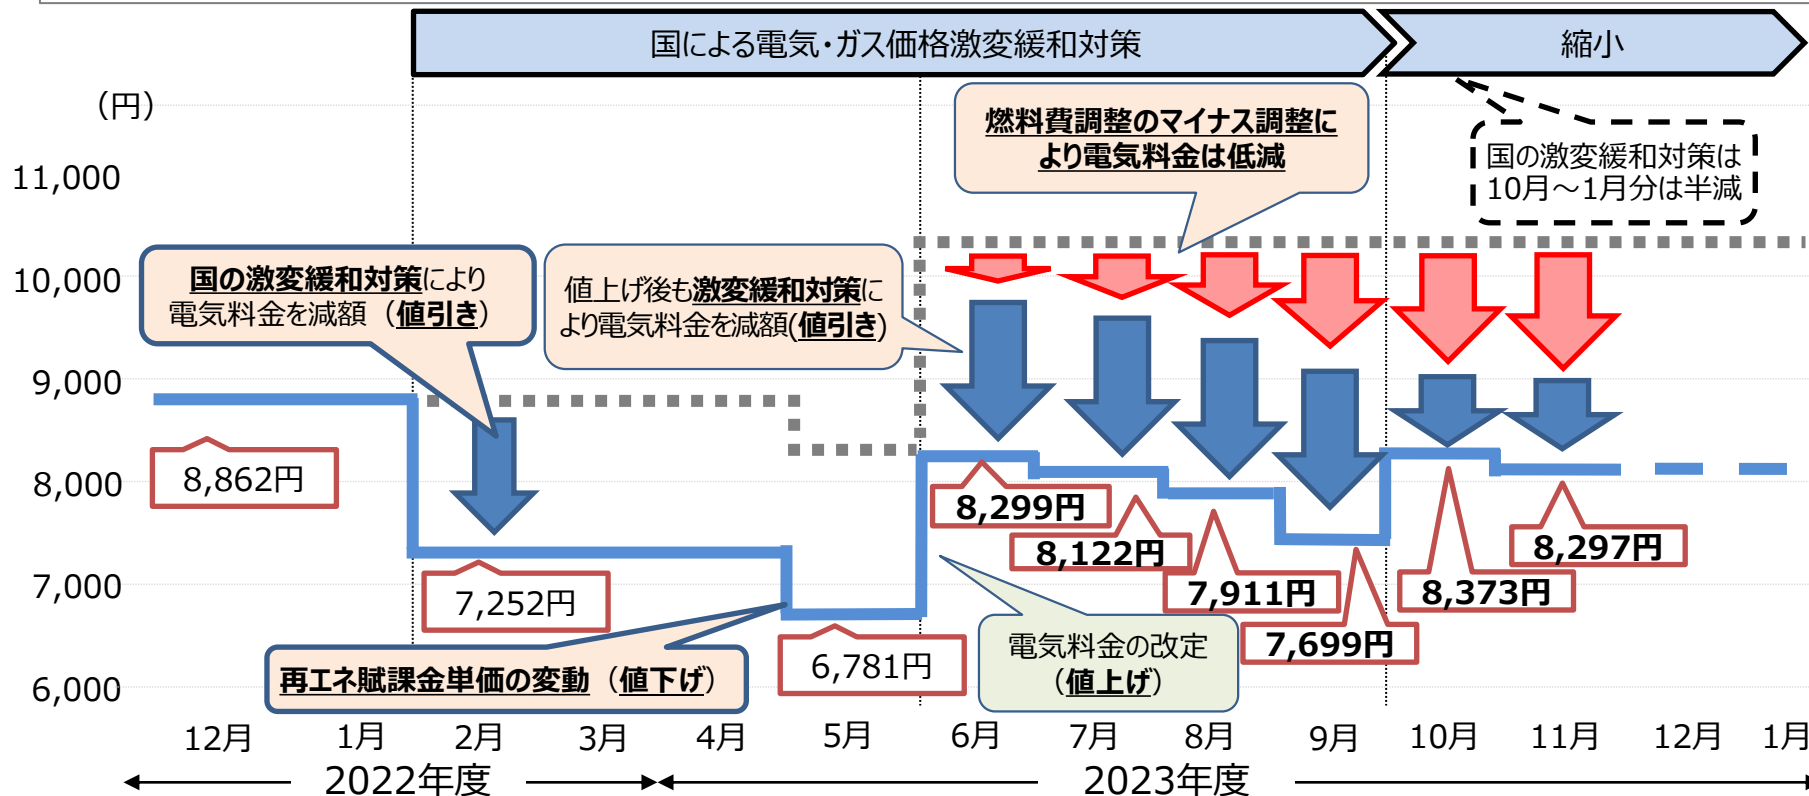 国による電気・ガス価格激変緩和対策
縮小
（円）
燃料費調整のマイナス調整に
より電気料金は低減
国の激変緩和対策は
10月～1月分は半減
11,000
10,000
9,000
8,000
7,000
6,000
国の激変緩和対策により
電気料金を減額（値引き）
値上げ後も激変緩和対策に
より電気料金を減額(値引き)
8,862円
7,252円
6,781円
8,299円
8,122円
7,911円
7,699円
8,373円
8,297円
再エネ賦課金単価の変動（値下げ）
電気料金の改定
（値上げ）
12月
1月
2月
3月
4月
5月
6月
7月
8月
9月
10月
11月
12月
1月
2022年度
2023年度